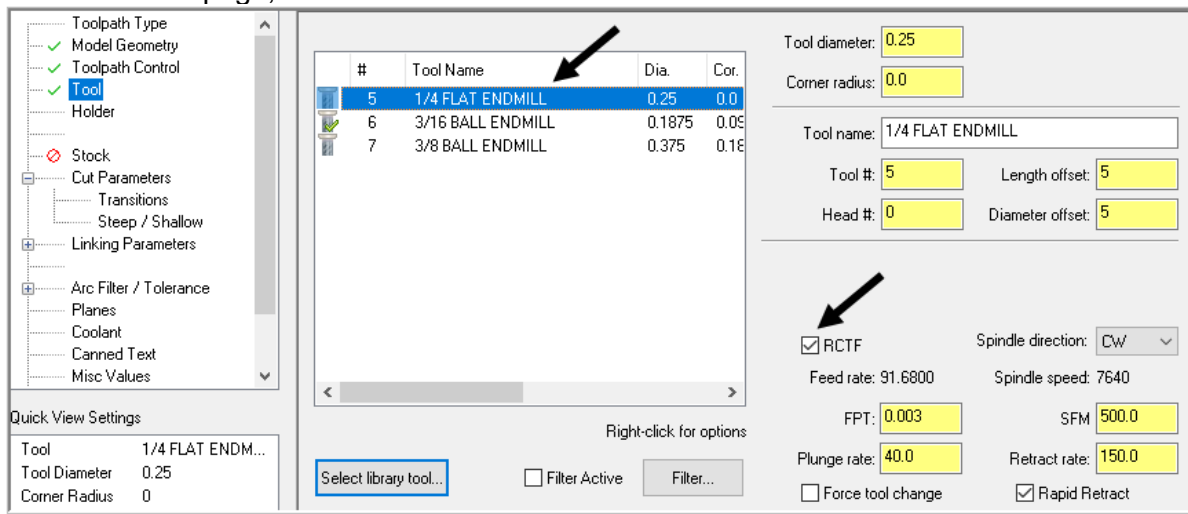 Toolpath Type
Model Geometry
Toolpath Control
Tool
Holder
Stock
Cut Parameters
Transitions
Steep / Shallow
Linking Parameters
Arc Filter / Tolerance
Planes
Coolant
Canned Text
Misc Values
Quick View Settings
Tool 1/4 FLAT ENDM...
Tool Diameter 0.25
Corner Radius 0
# Tool Name Dia. Cor.
5 1/4 FLAT ENDMILL 0.25 0.0
6 3/16 BALL ENDMILL 0.1875 0.09
7 3/8 BALL ENDMILL 0.375 0.18
Right-click for options
Select library tool... Filter Active Filter...
Tool diameter: 0.25
Corner radius: 0.0
Tool name: 1/4 FLAT ENDMILL
Tool #: 5 Length offset: 5
Head #: 0 Diameter offset: 5
RCTF Spindle direction: CW
Feed rate: 91.6800 Spindle speed: 7640
FPT: 0.003 SFM 500.0
Plunge rate: 40.0 Retract rate: 150.0
Force tool change Rapid Retract